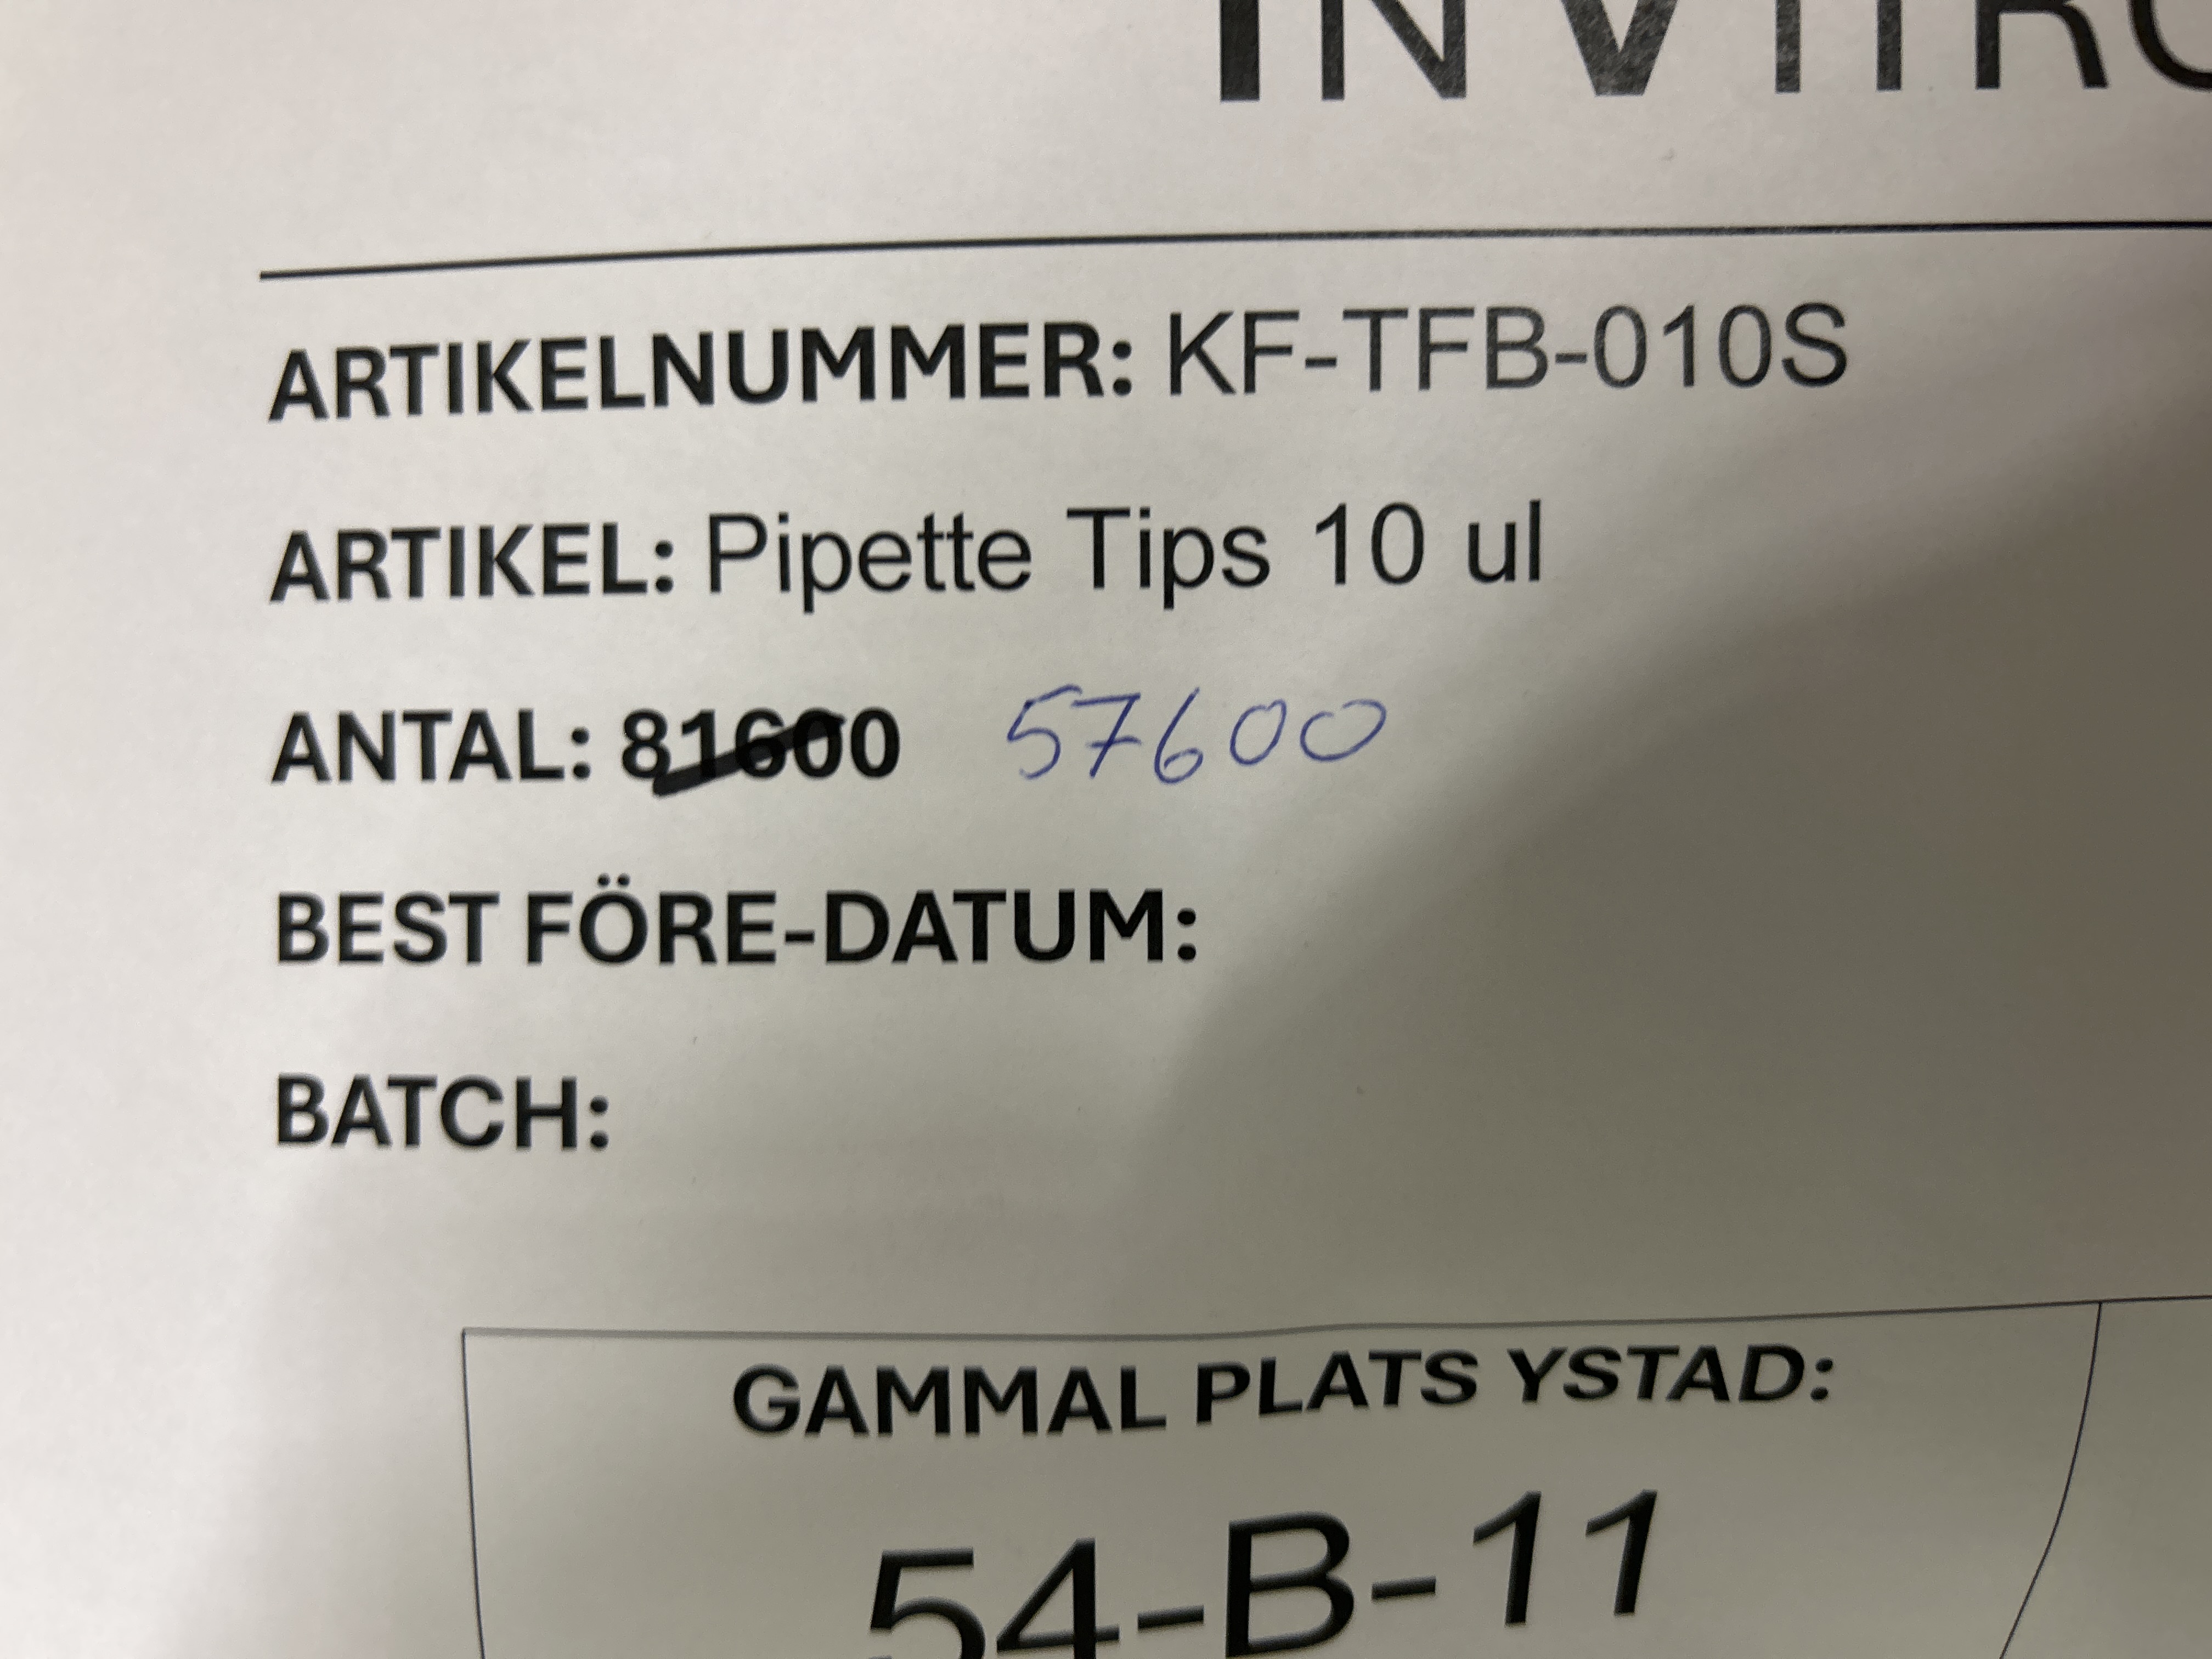 INVITRO
ARTIKELNUMMER: KF-TFB-010S
ARTIKEL: Pipette Tips 10 ul
ANTAL: 81600 57600
BEST FÖRE-DATUM:
BATCH:
GAMMAL PLATS YSTAD:
54-B-11